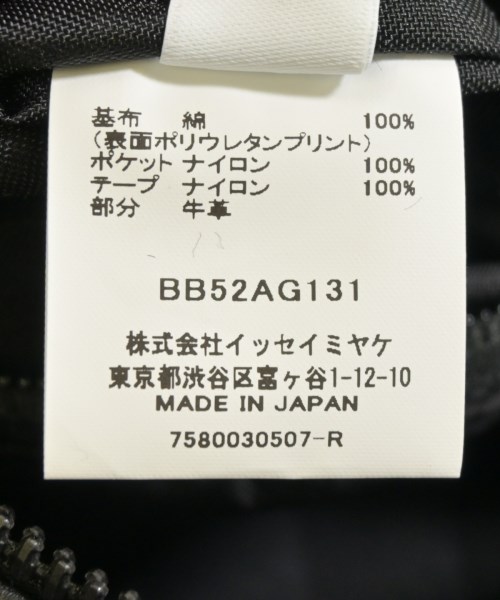 基布 綿 100%
(表面ポリウレタンプリント)
ポケット ナイロン 100%
テープ ナイロン 100%
部分 牛革
BB52AG131
株式会社イッセイミヤケ
東京都渋谷区富ヶ谷1-12-10
MADE IN JAPAN
7580030507-R